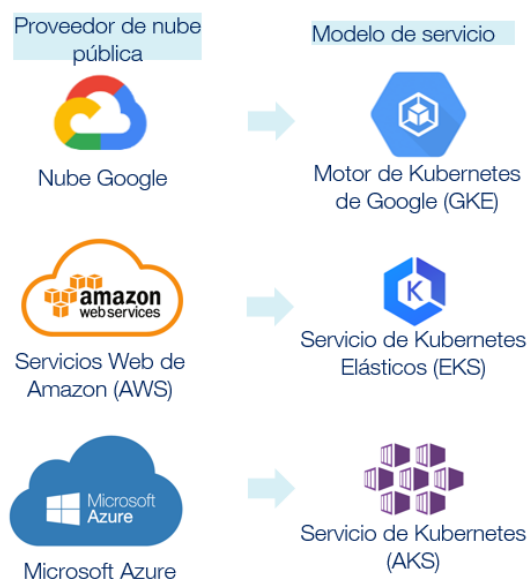 Proveedor de nube
pública
Modelo de servicio
Nube Google
Motor de Kubernetes
de Google (GKE)
amazon
webservices
K
Servicios Web de
Amazon (AWS)
Servicio de Kubernetes
Elásticos (EKS)
Microsoft
Azure
Microsoft Azure
Servicio de Kubernetes
(AKS)